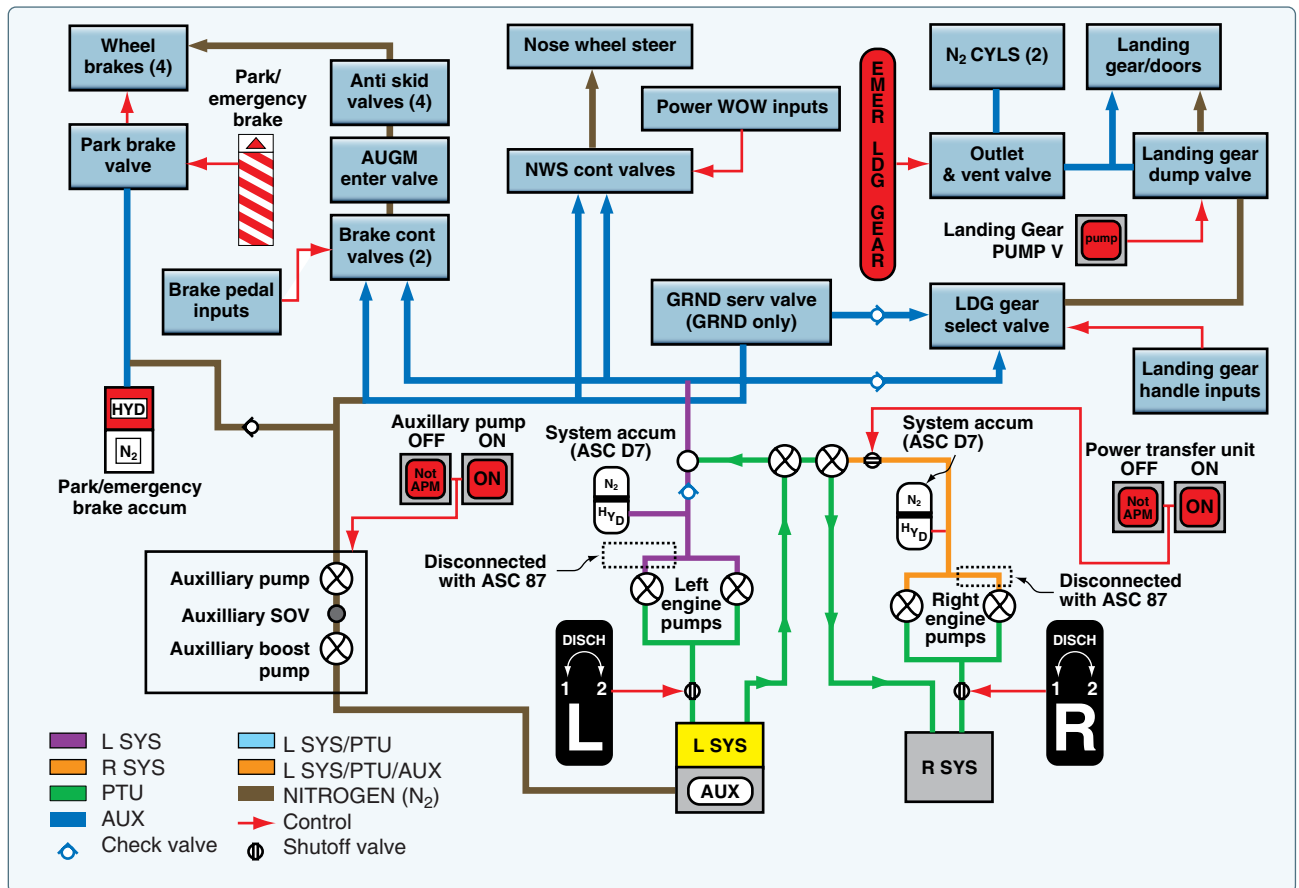 Wheel
brakes (4)
Park/
emergency
brake
Anti skid
valves (4)
Park brake
valve
AUGM
enter valve
Brake cont
valves (2)
Brake pedal
inputs
Nose wheel steer
Power WOW inputs
NWS cont valves
EMER LDG GEAR
N2 CYLS (2)
Landing
gear/doors
Outlet
& vent valve
Landing gear
dump valve
Landing Gear
PUMP V
pump
GRND serv valve
(GRND only)
LDG gear
select valve
Landing gear
handle inputs
HYD
N2
Park/emergency
brake accum
Auxillary pump
OFF
ON
Not
APM
ON
System accum
(ASC D7)
N2
HYD
System accum
(ASC D7)
N2
HYD
Power transfer unit
OFF
ON
Not
APM
ON
Disconnected
with ASC 87
Left
engine
pumps
Right
engine
pumps
Disconnected
with ASC 87
Auxilliary pump
Auxilliary SOV
Auxilliary boost
pump
DISCH
1 2
L
DISCH
1 2
R
L SYS
AUX
R SYS
L SYS
R SYS
PTU
AUX
Check valve
L SYS/PTU
L SYS/PTU/AUX
NITROGEN (N2)
Control
Shutoff valve